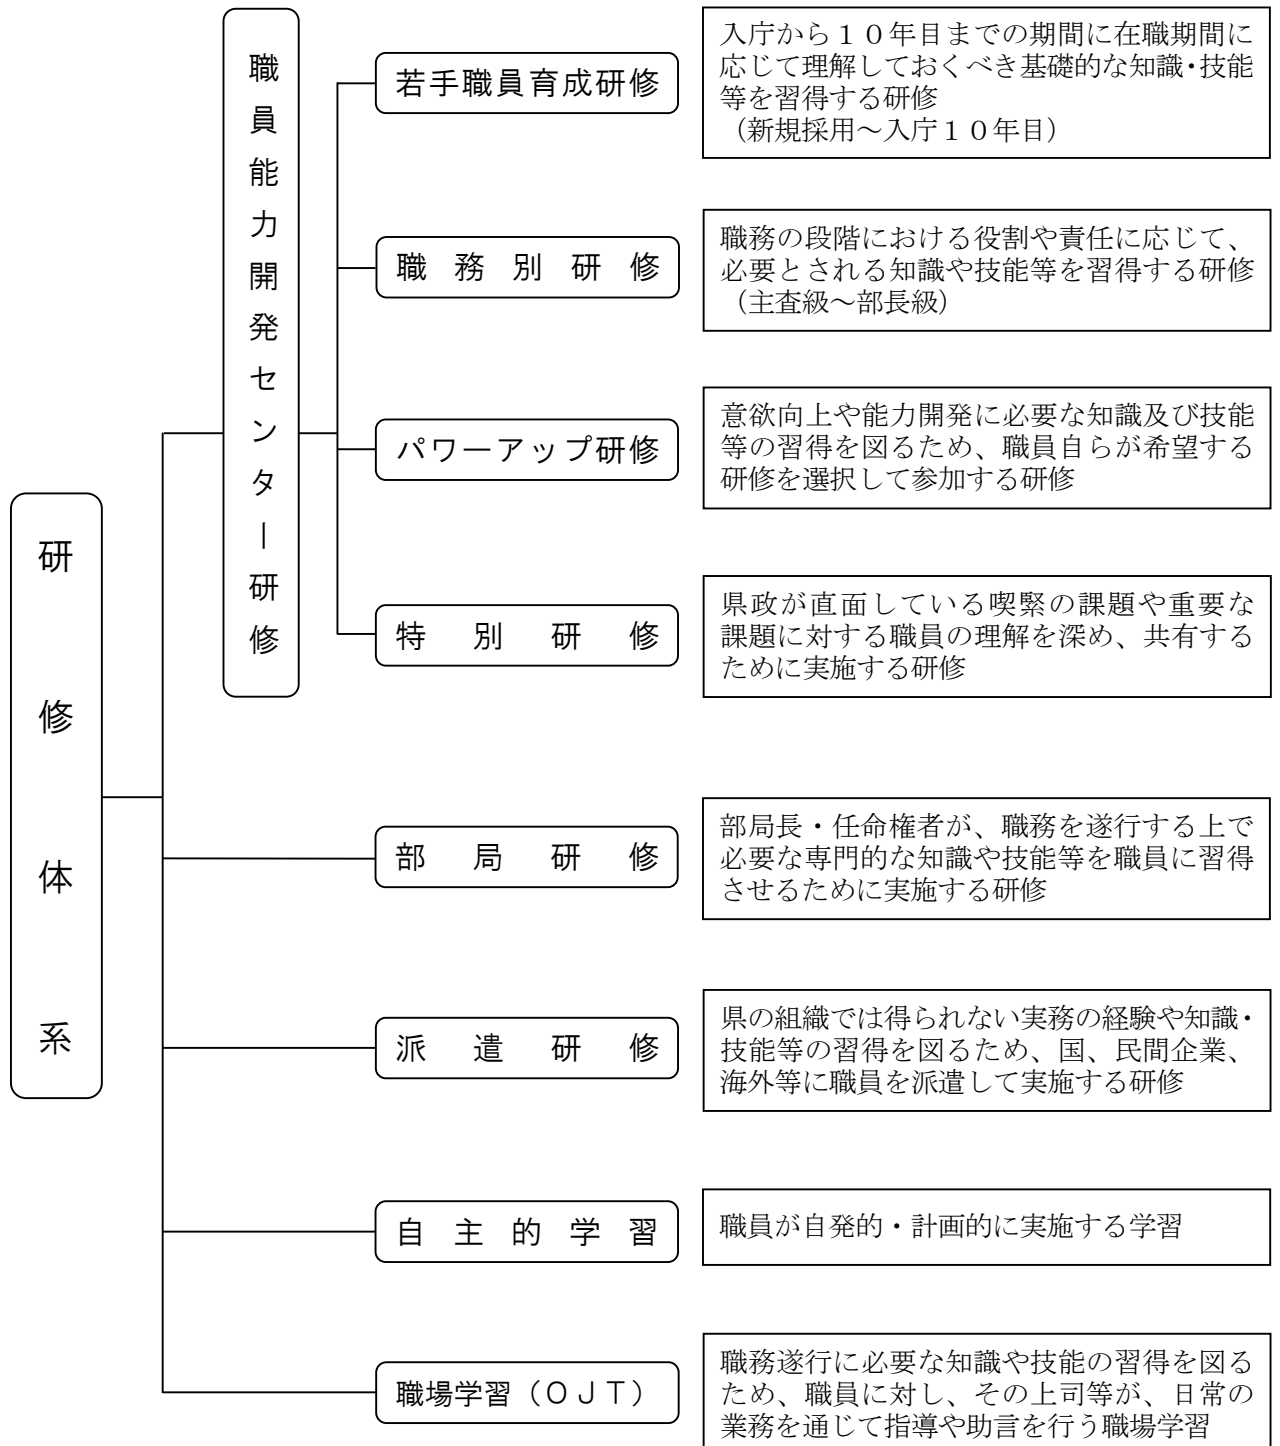 研修体系
職員能力開発センター研修
若手職員育成研修
入庁から１０年目までの期間に在職期間に
応じて理解しておくべき基礎的な知識・技能
等を習得する研修
（新規採用～入庁１０年目）
職務別研修
職務の段階における役割や責任に応じて、
必要とされる知識や技能等を習得する研修
（主査級～部長級）
パワーアップ研修
意欲向上や能力開発に必要な知識及び技能
等の習得を図るため、職員自らが希望する
研修を選択して参加する研修
特別研修
県政が直面している喫緊の課題や重要な
課題に対する職員の理解を深め、共有する
ために実施する研修
部局研修
部局長・任命権者が、職務を遂行する上で
必要な専門的な知識や技能等を職員に習得
させるために実施する研修
派遣研修
県の組織では得られない実務の経験や知識・
技能等の習得を図るため、国、民間企業、
海外等に職員を派遣して実施する研修
自主的学習
職員が自発的・計画的に実施する学習
職場学習（ＯＪＴ）
職務遂行に必要な知識や技能の習得を図る
ため、職員に対し、その上司等が、日常の
業務を通じて指導や助言を行う職場学習